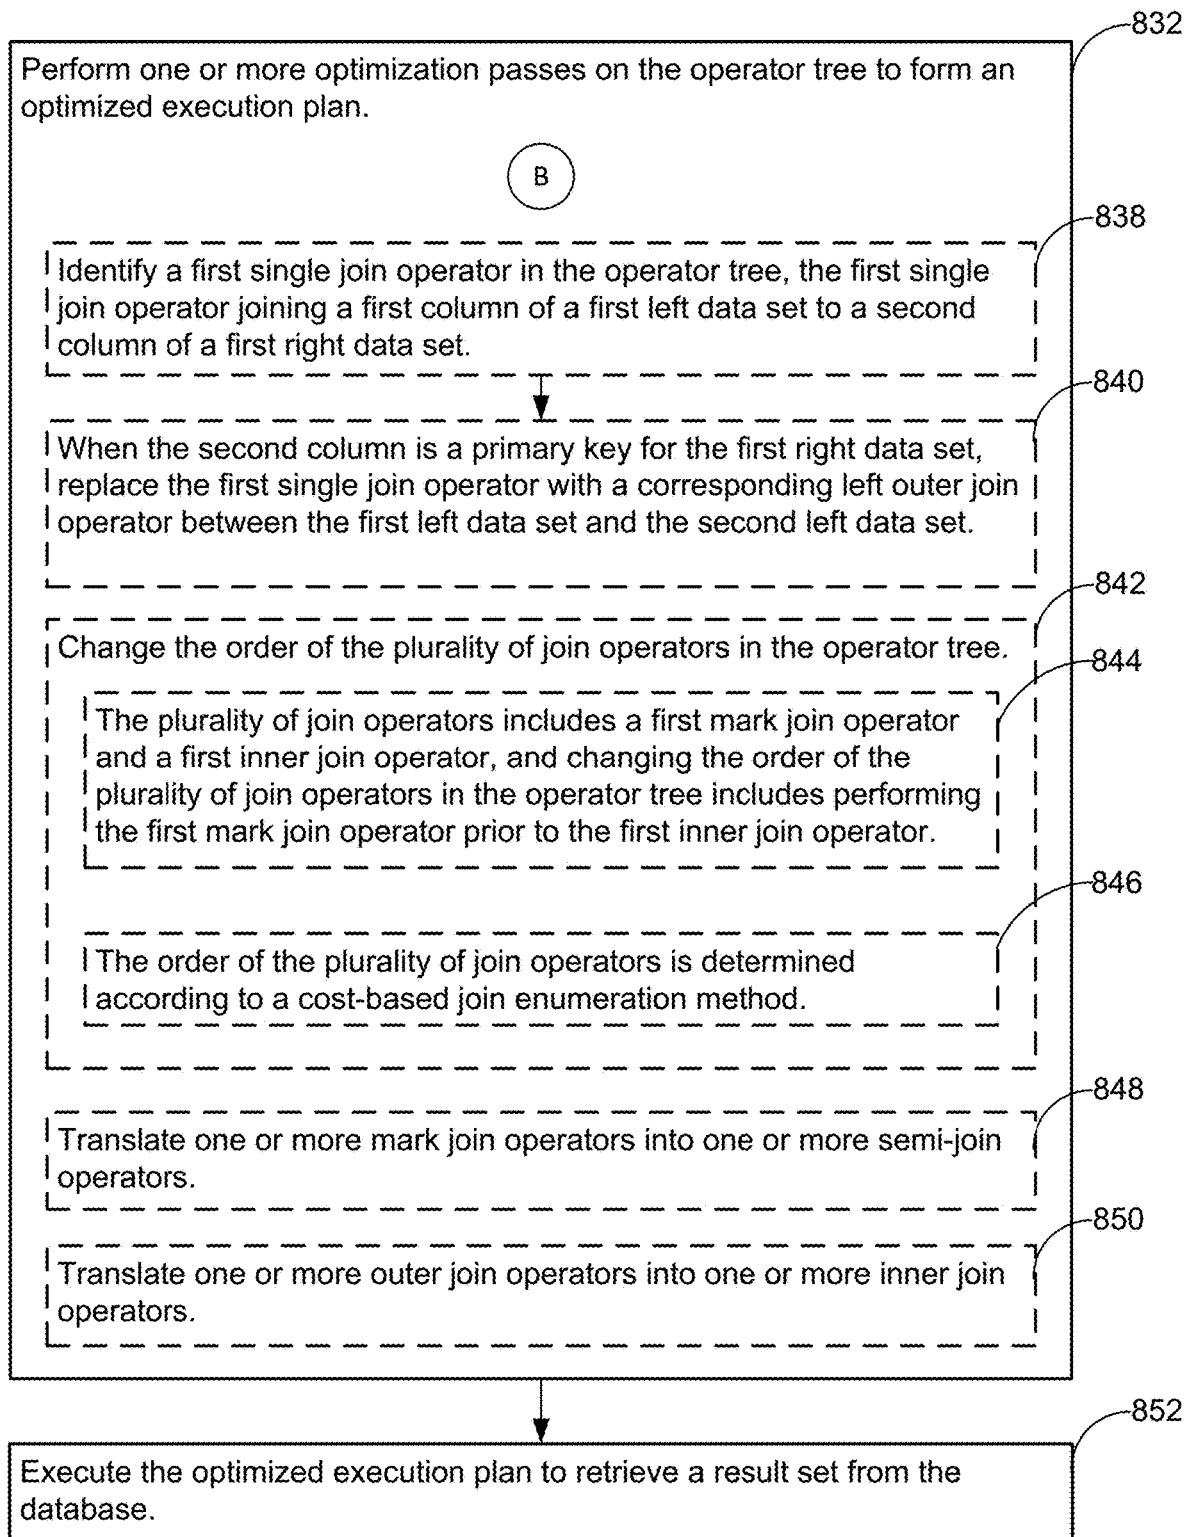 832
Perform one or more optimization passes on the operator tree to form an
optimized execution plan.
B
838
Identify a first single join operator in the operator tree, the first single
join operator joining a first column of a first left data set to a second
column of a first right data set.
840
When the second column is a primary key for the first right data set,
replace the first single join operator with a corresponding left outer join
operator between the first left data set and the second left data set.
842
Change the order of the plurality of join operators in the operator tree.
844
The plurality of join operators includes a first mark join operator
and a first inner join operator, and changing the order of the
plurality of join operators in the operator tree includes performing
the first mark join operator prior to the first inner join operator.
846
The order of the plurality of join operators is determined
according to a cost-based join enumeration method.
848
Translate one or more mark join operators into one or more semi-join
operators.
850
Translate one or more outer join operators into one or more inner join
operators.
852
Execute the optimized execution plan to retrieve a result set from the
database.